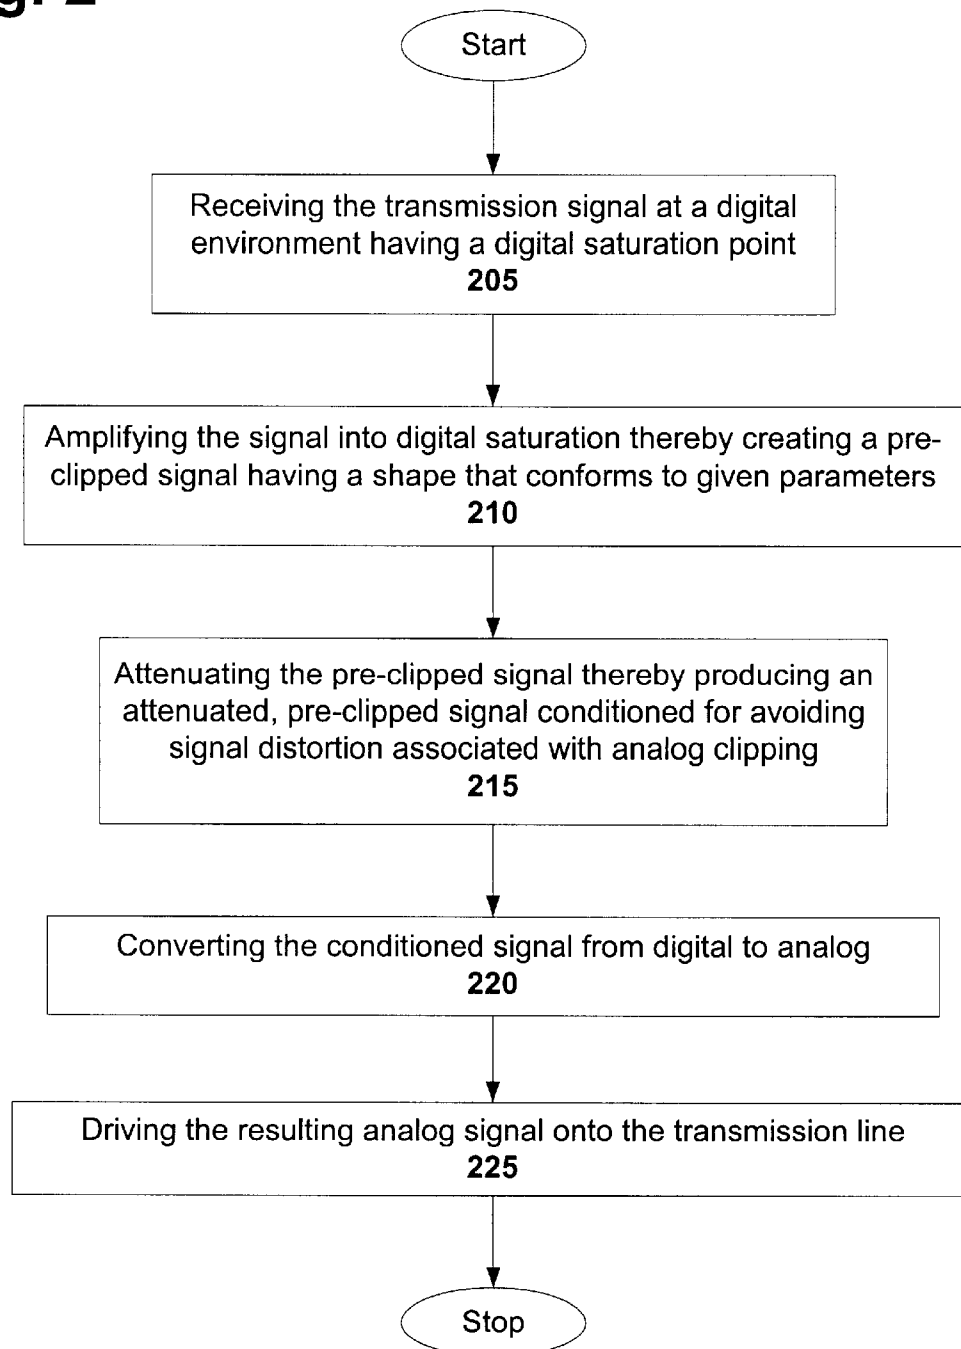 Start
Receiving the transmission signal at a digital
environment having a digital saturation point
205
Amplifying the signal into digital saturation thereby creating a pre-
clipped signal having a shape that conforms to given parameters
210
Attenuating the pre-clipped signal thereby producing an
attenuated, pre-clipped signal conditioned for avoiding
signal distortion associated with analog clipping
215
Converting the conditioned signal from digital to analog
220
Driving the resulting analog signal onto the transmission line
225
Stop